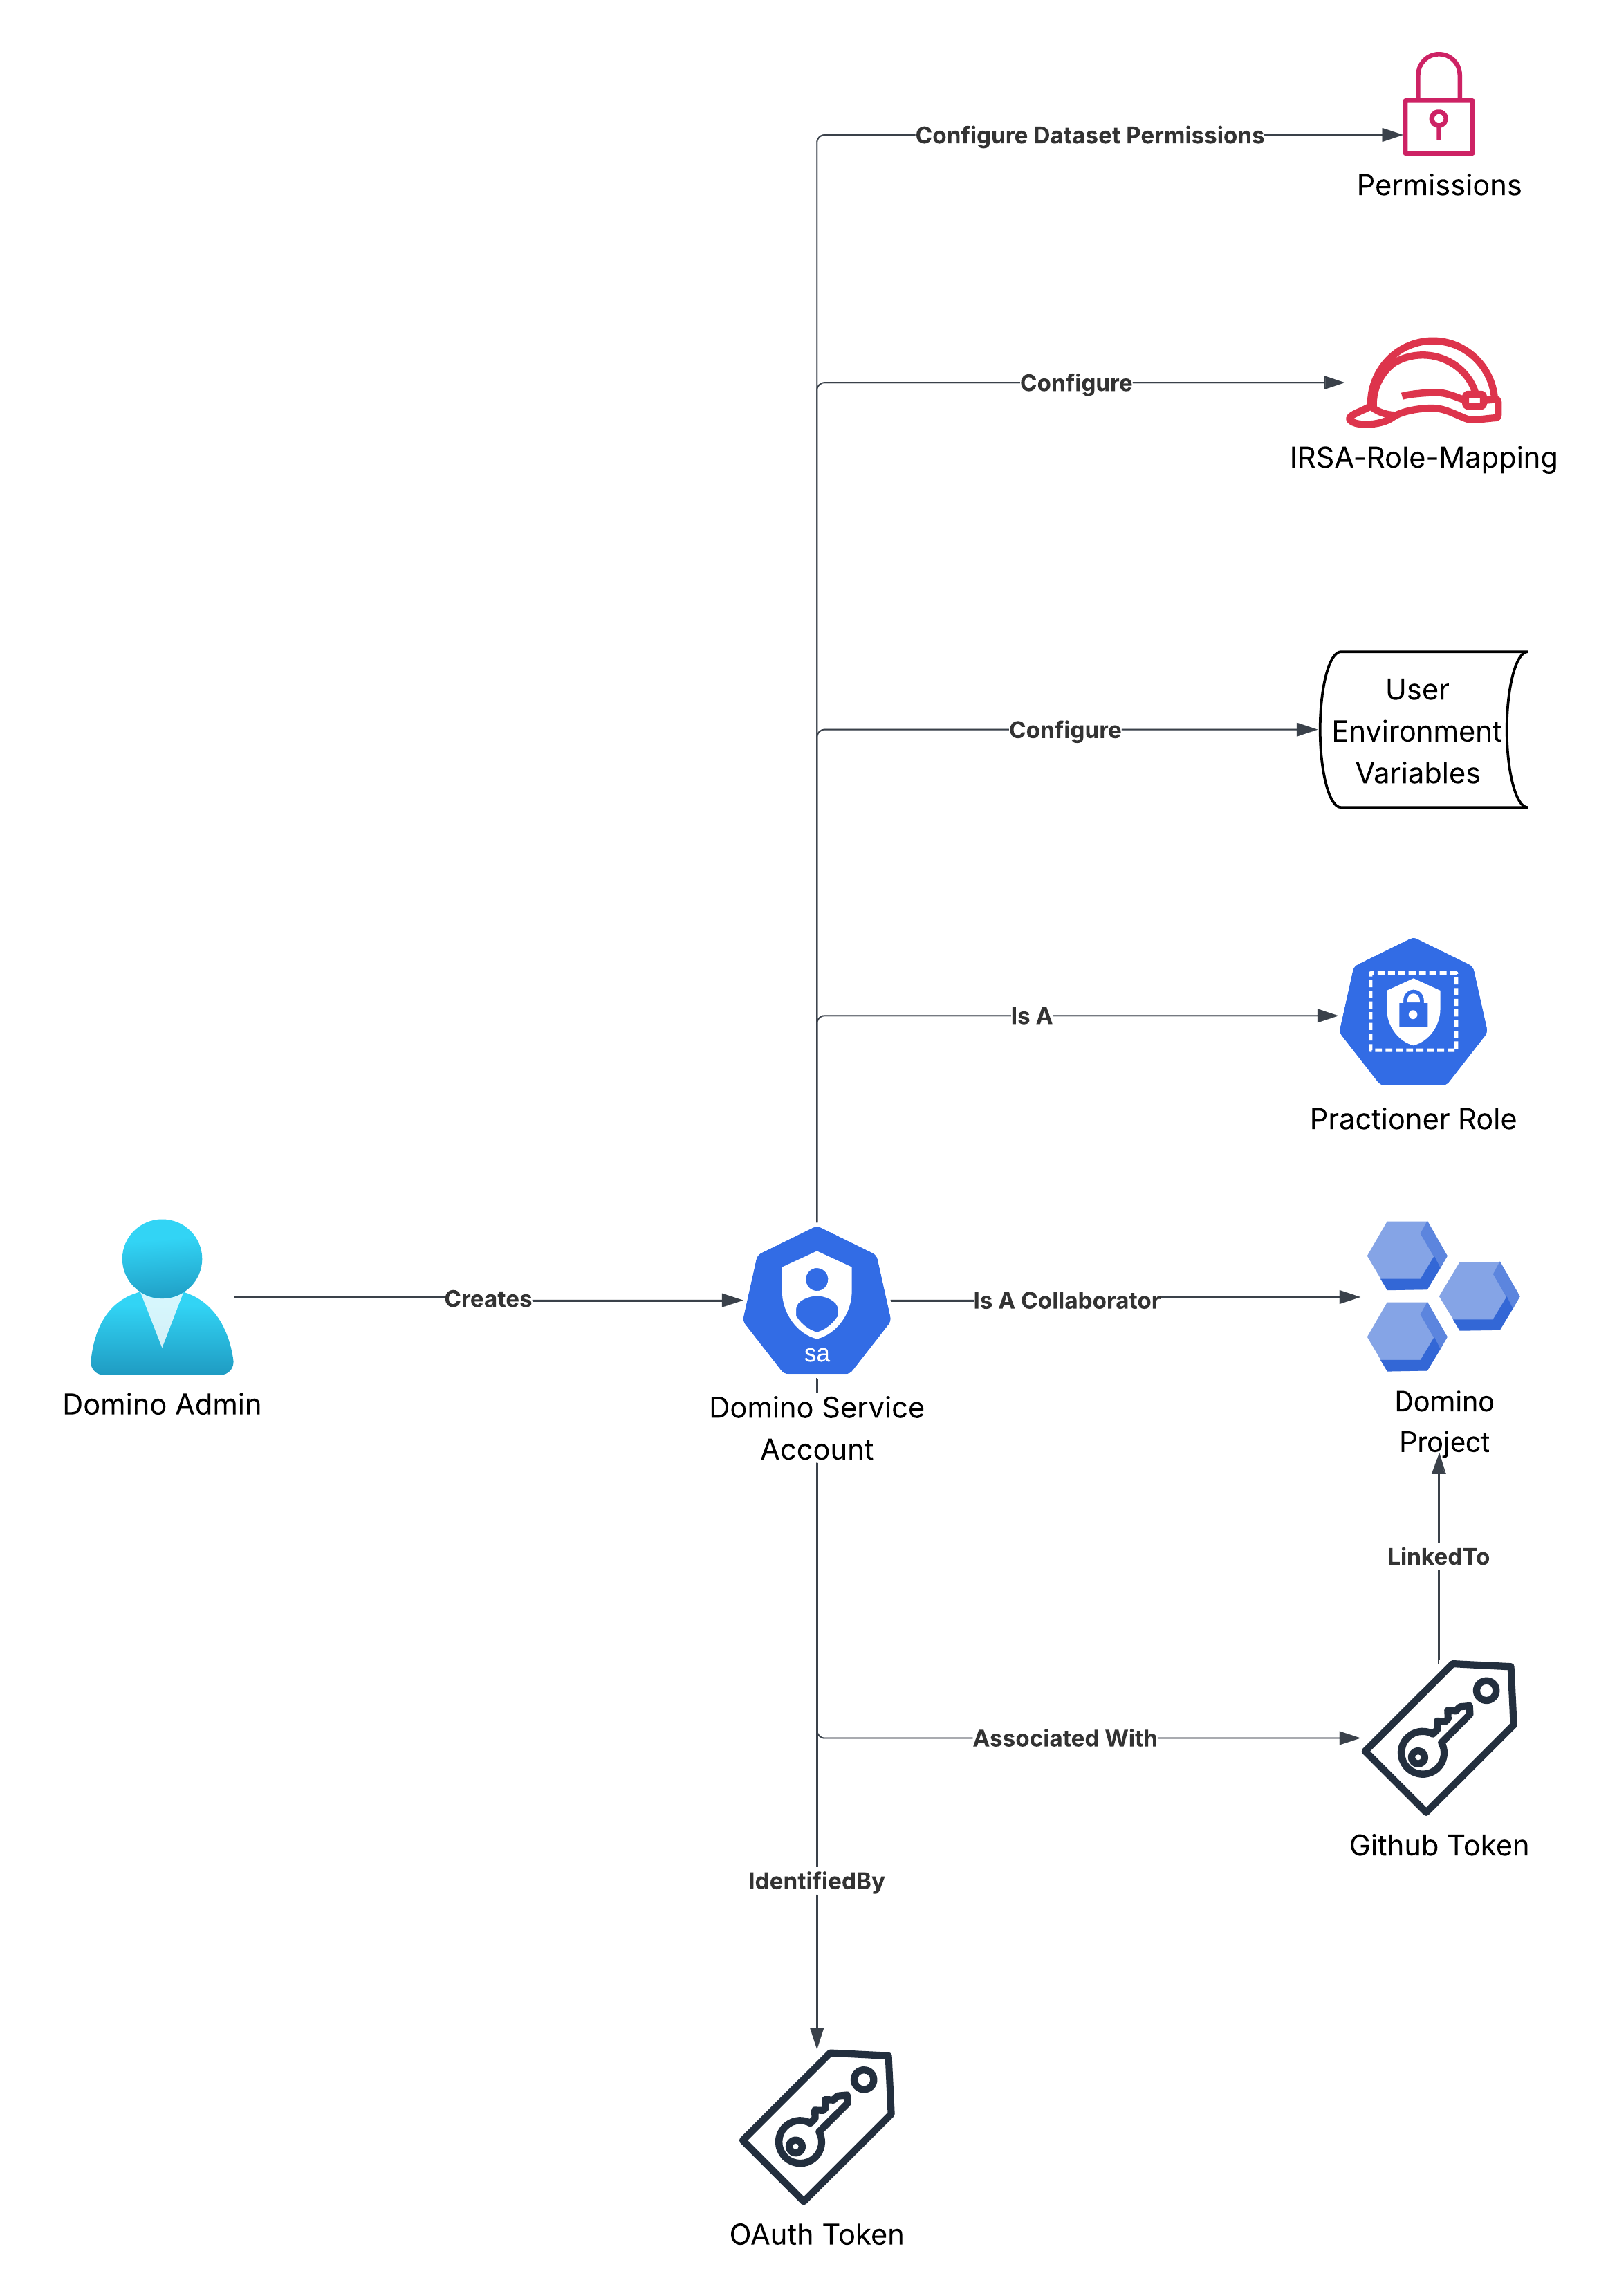 Configure Dataset Permissions
Permissions
Configure
IRSA-Role-Mapping
Configure
User
Environment
Variables
Is A
Practioner Role
Creates
Is A Collaborator
sa
Domino Admin
Domino Service
Account
Domino
Project
LinkedTo
Associated With
Github Token
IdentifiedBy
OAuth Token